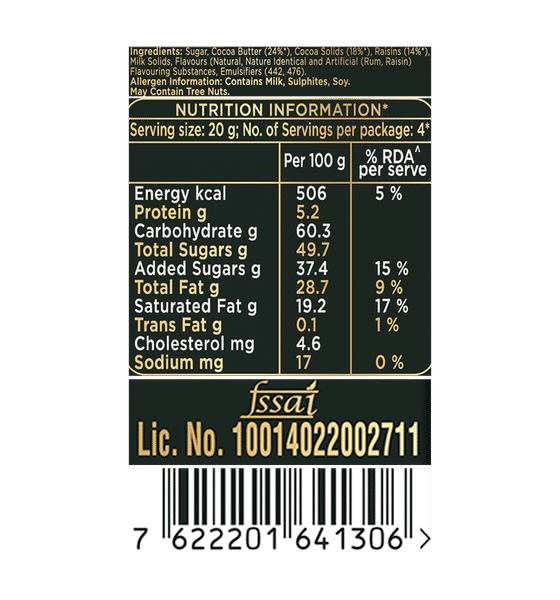 Ingredients: Sugar, Cocoa Butter (24%*), Cocoa Solids (18%*), Raisins (14%*),
Milk Solids, Flavours (Natural, Nature Identical and Artificial (Rum, Raisin)
Flavouring Substances, Emulsifiers (442, 476).
Allergen Information: Contains Milk, Sulphites, Soy.
May Contain Tree Nuts.
NUTRITION INFORMATION*
Serving size: 20 g; No. of Servings per package: 4*
Per 100 g % RDA^ per serve
Energy kcal 506 5 %
Protein g 5.2
Carbohydrate g 60.3
Total Sugars g 49.7
Added Sugars g 37.4 15 %
Total Fat g 28.7 9 %
Saturated Fat g 19.2 17 %
Trans Fat g 0.1 1 %
Cholesterol mg 4.6
Sodium mg 17 0 %
fssai
Lic. No. 10014022002711
7 622201 641306 >